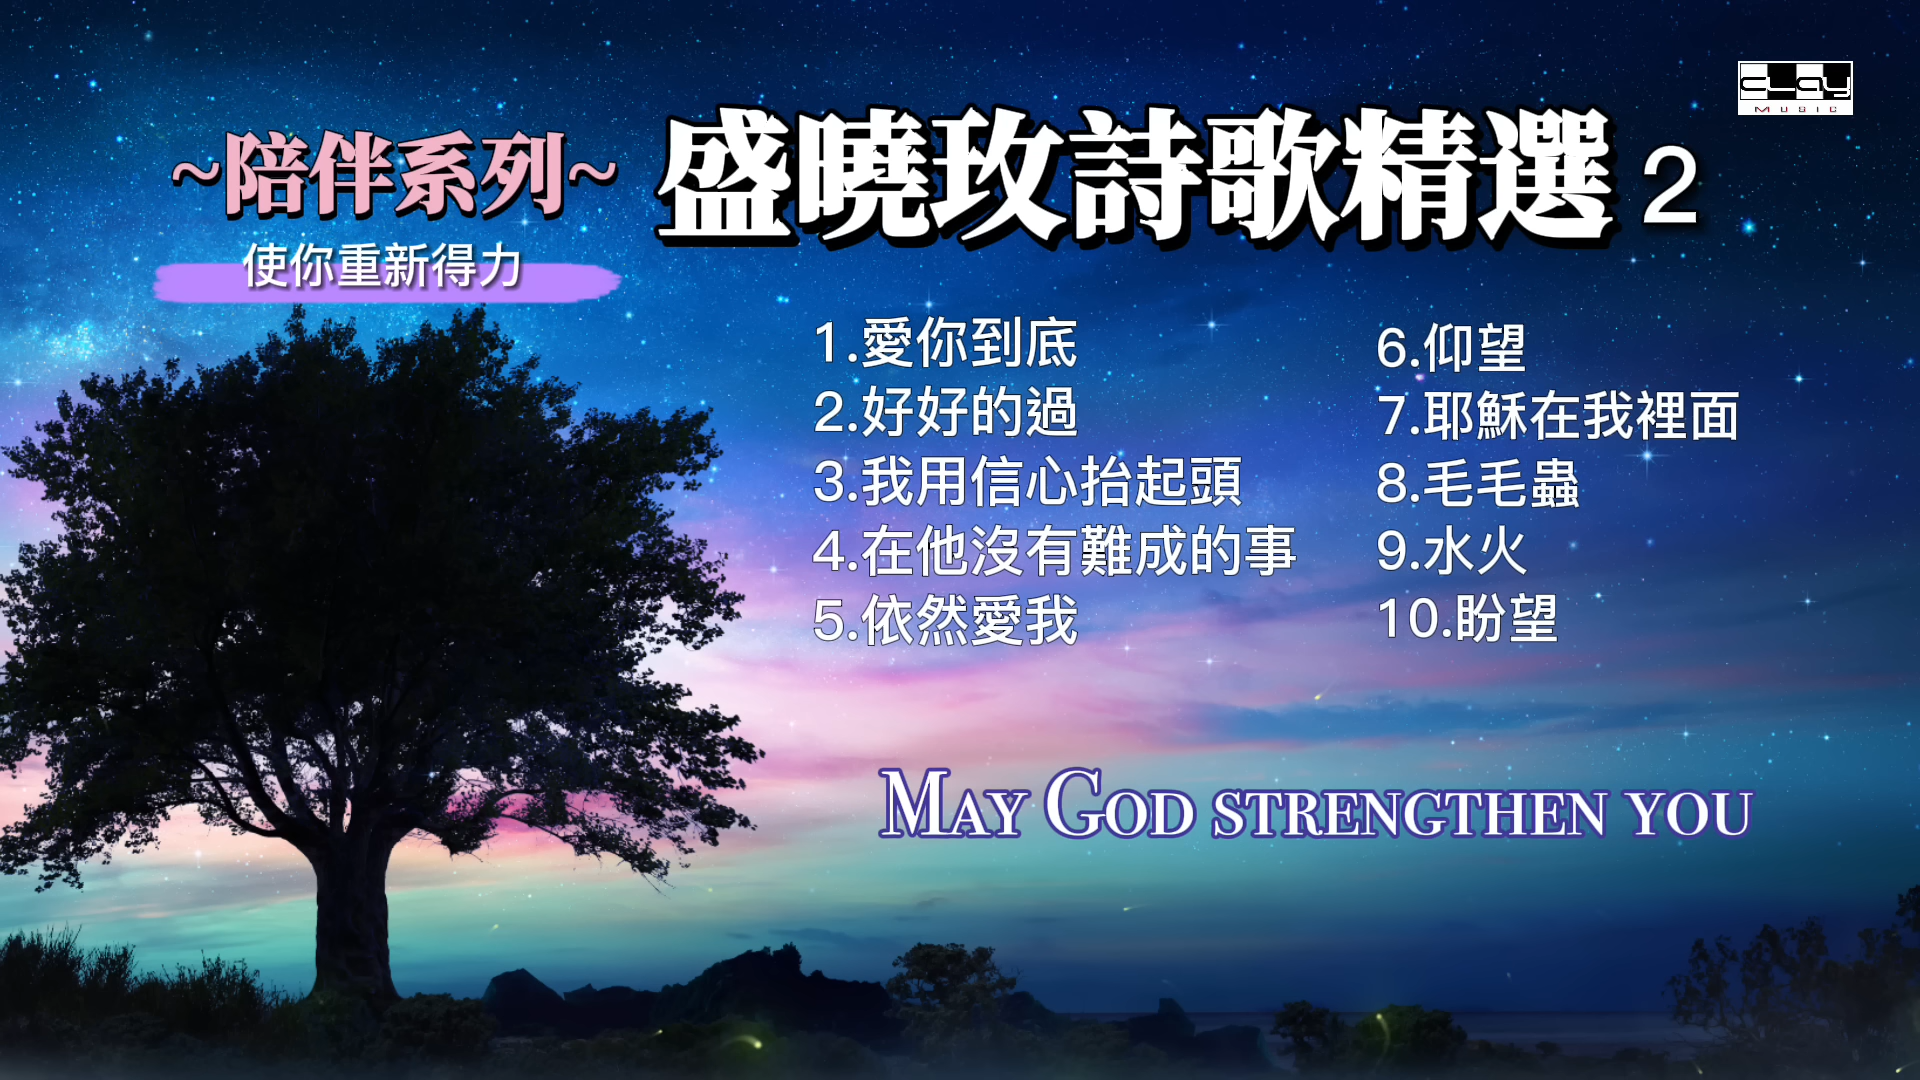 CLAY
MUSIC
~陪伴系列~
使你重新得力
盛曉玫詩歌精選 2
1.愛你到底
2.好好的過
3.我用信心抬起頭
4.在他沒有難成的事
5.依然愛我
6.仰望
7.耶穌在我裡面
8.毛毛蟲
9.水火
10.盼望
MAY GOD STRENGTHEN YOU